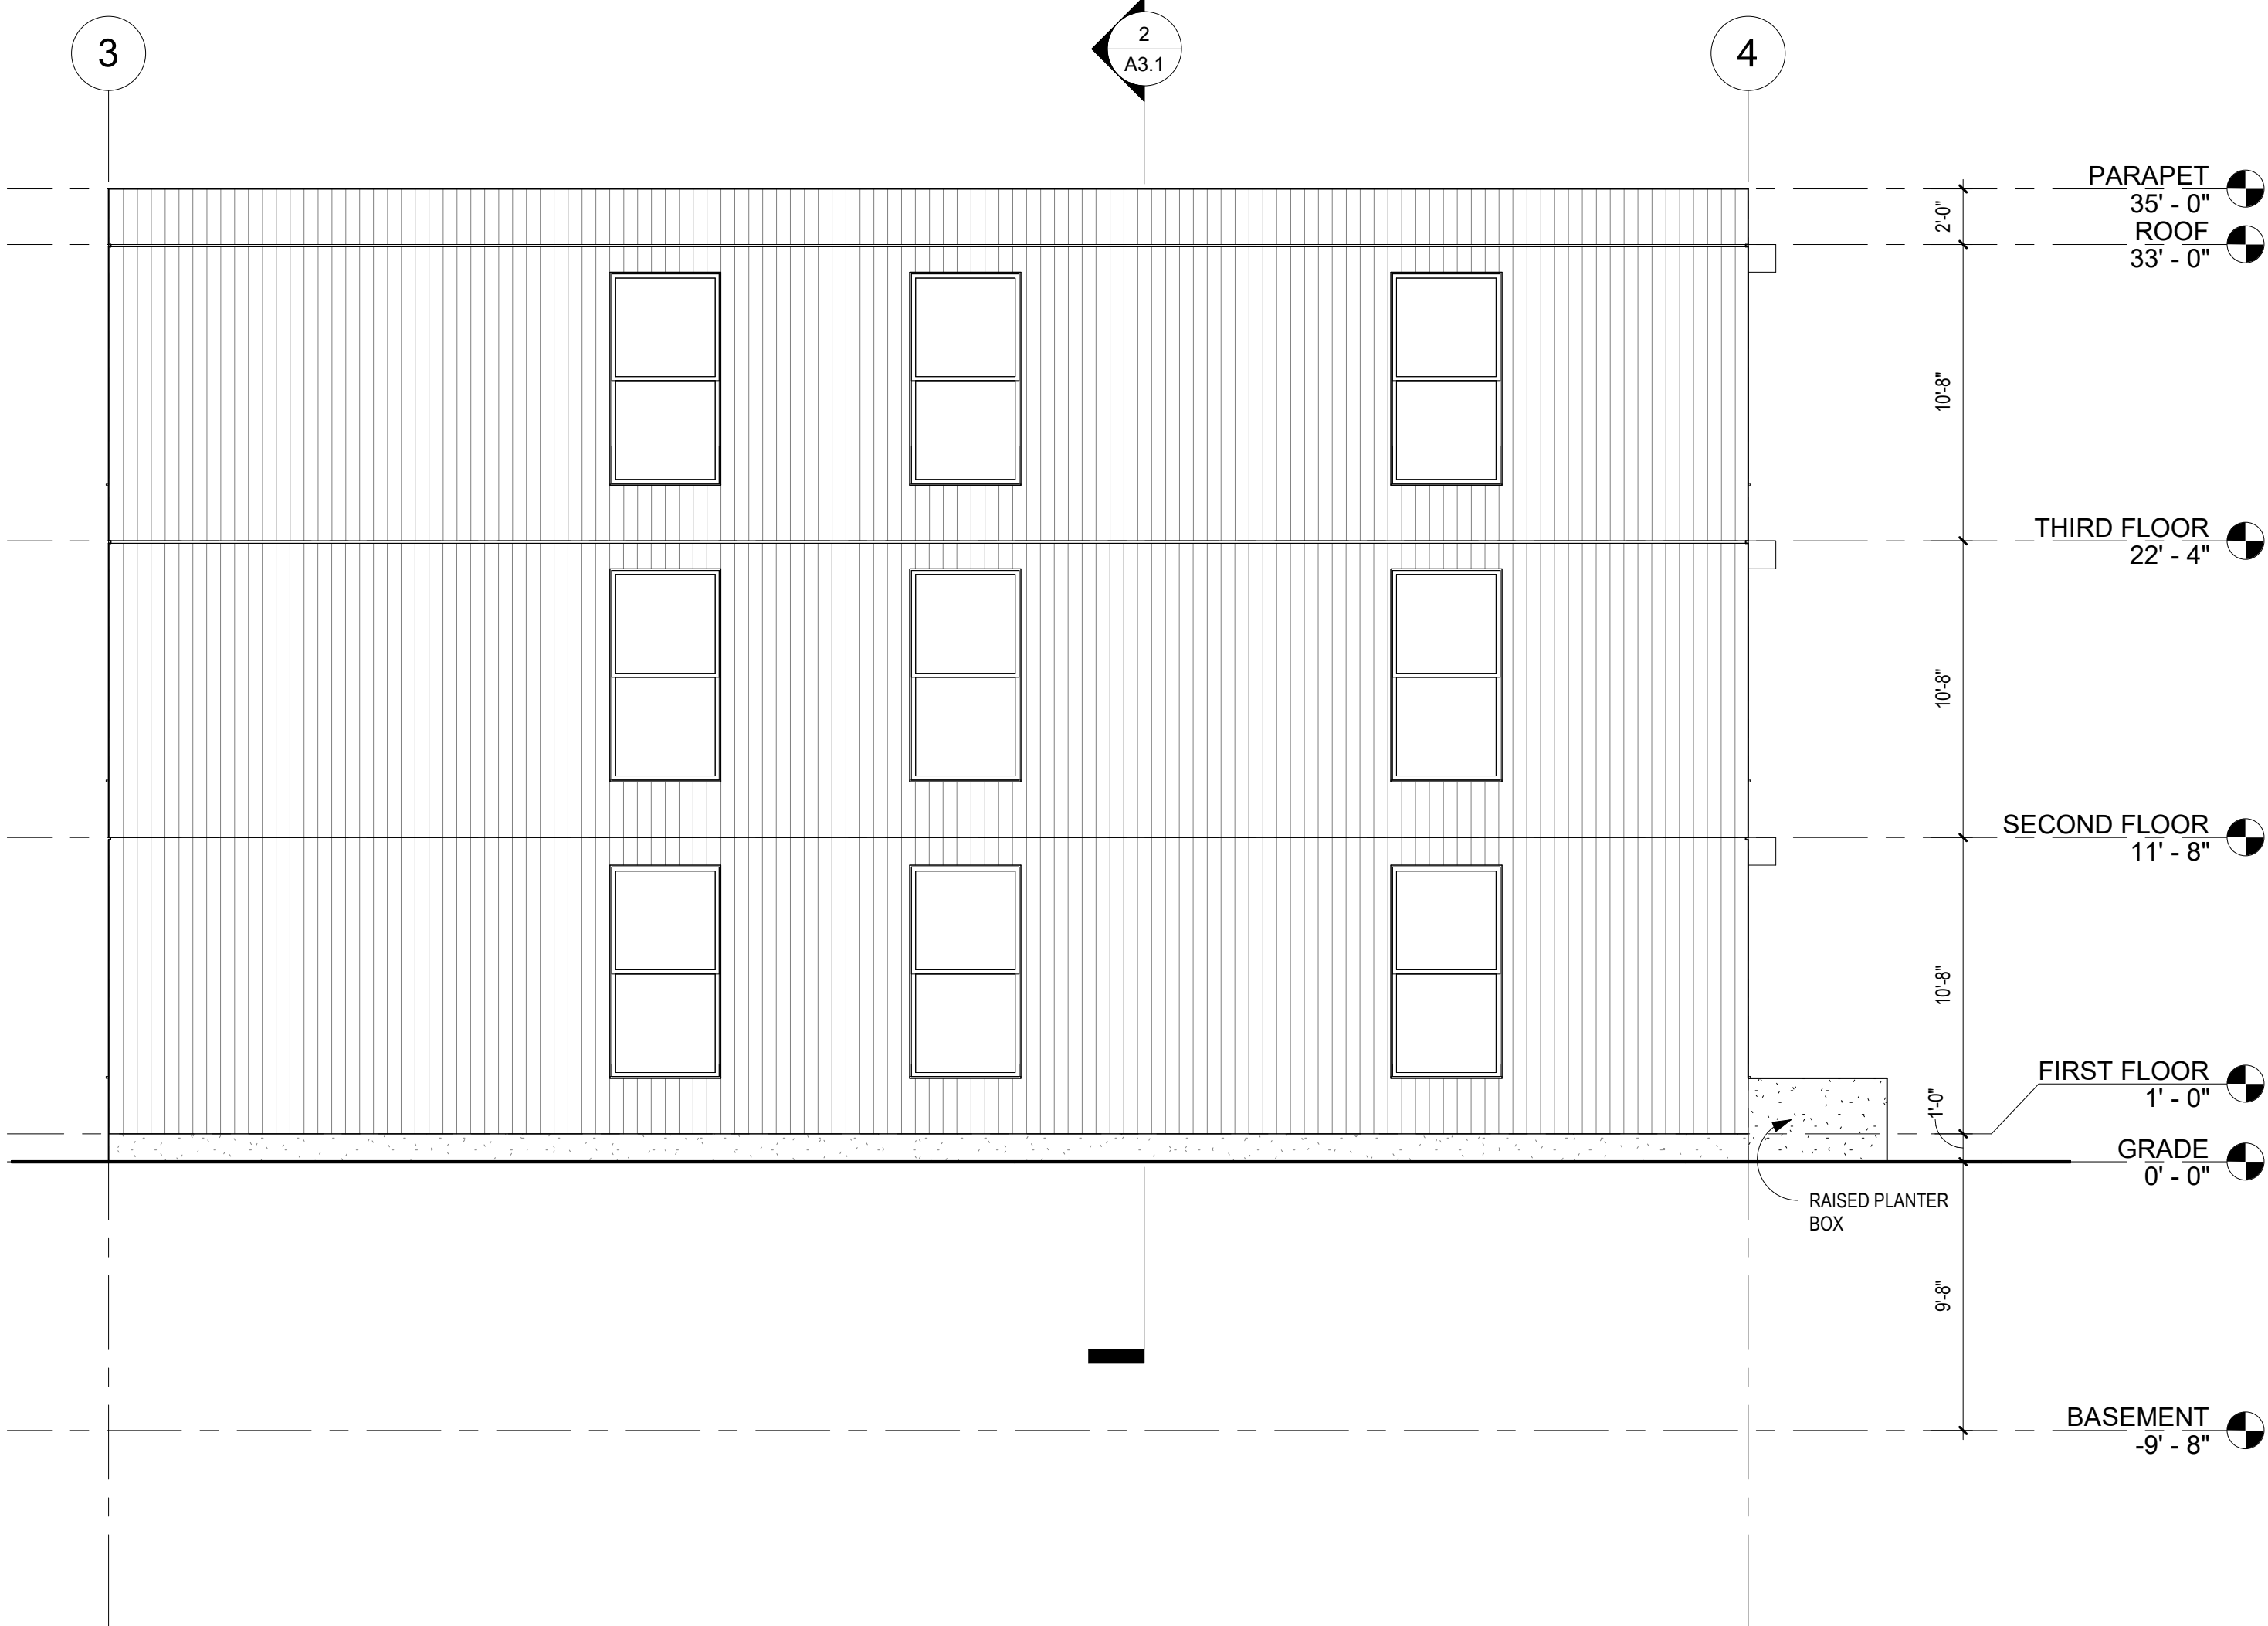 3
2
A3.1
4
PARAPET
35' - 0"
2'-0"
ROOF
33' - 0"
10'-8"
THIRD FLOOR
22' - 4"
10'-8"
SECOND FLOOR
11' - 8"
10'-8"
FIRST FLOOR
1' - 0"
1'-0"
GRADE
0' - 0"
RAISED PLANTER
BOX
9'-8"
BASEMENT
-9' - 8"